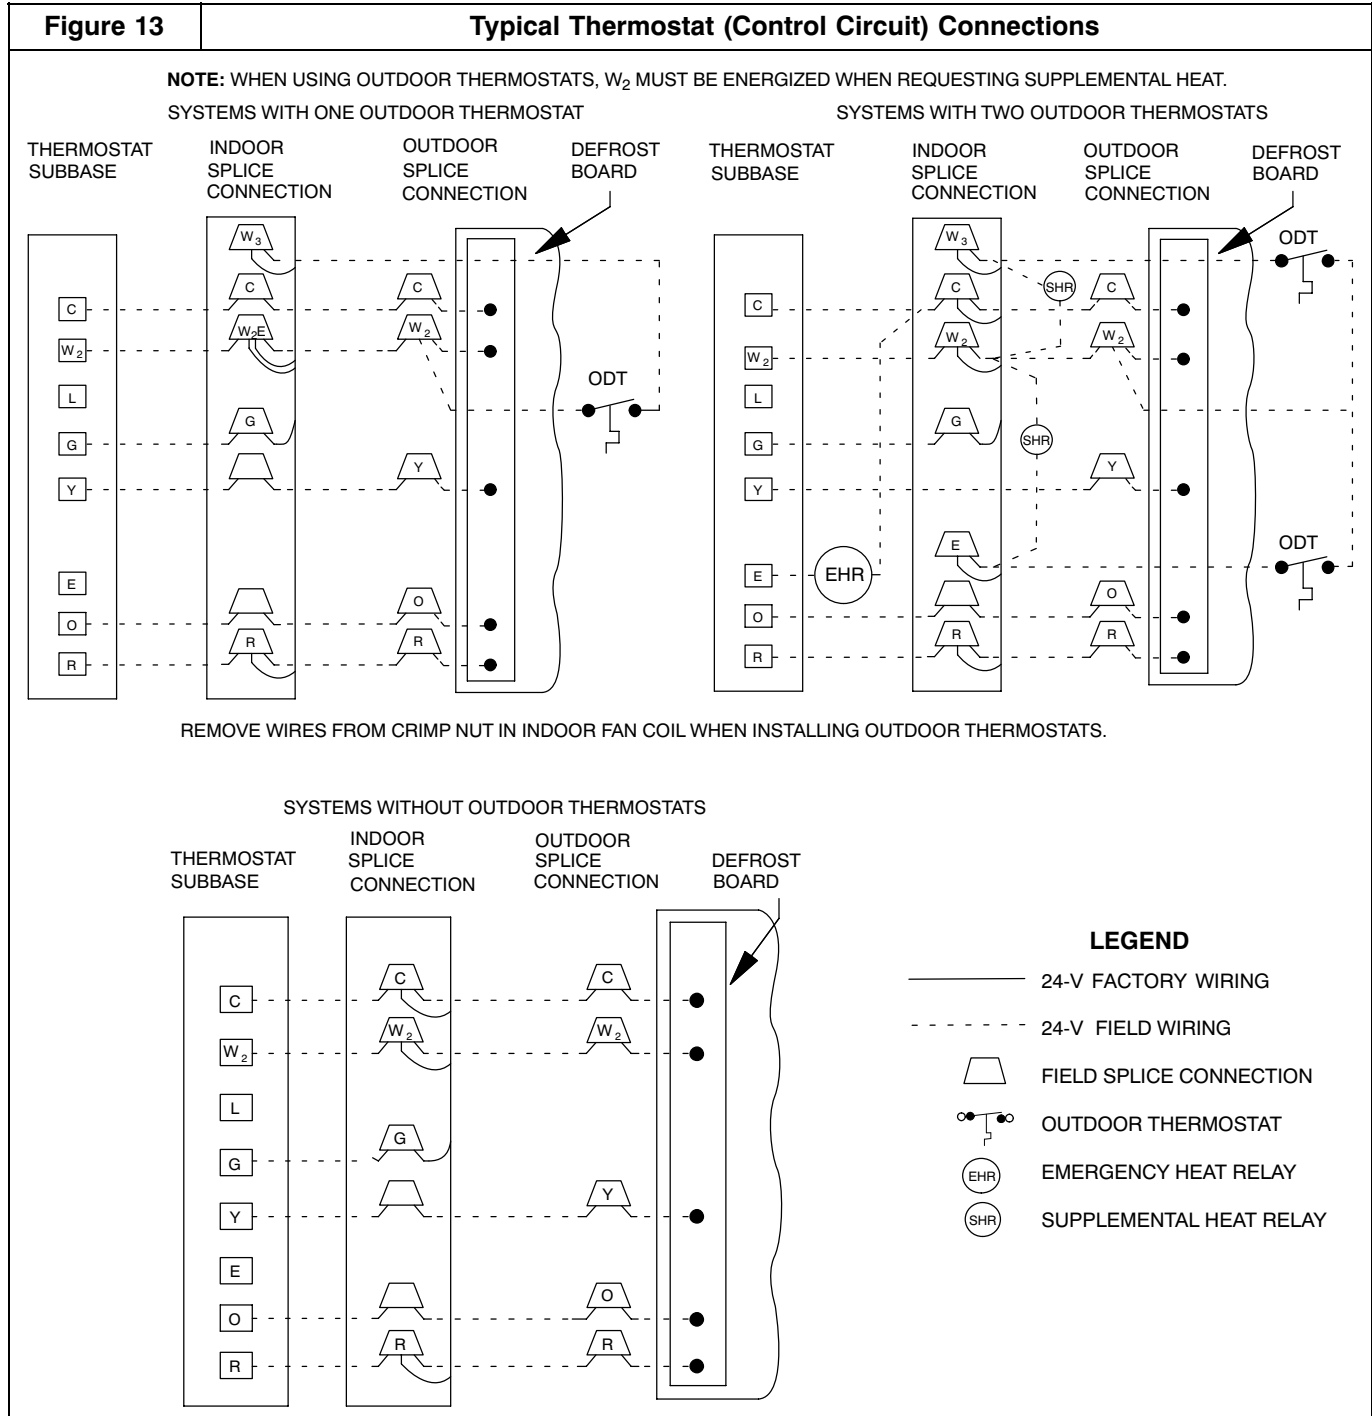 Figure 13
Typical Thermostat (Control Circuit) Connections
NOTE: WHEN USING OUTDOOR THERMOSTATS, W2 MUST BE ENERGIZED WHEN REQUESTING SUPPLEMENTAL HEAT.
SYSTEMS WITH ONE OUTDOOR THERMOSTAT
THERMOSTAT
SUBBASE
INDOOR
SPLICE
CONNECTION
OUTDOOR
SPLICE
CONNECTION
DEFROST
BOARD
W3
C
C
C
W2
W2E
W2
ODT
L
G
G
Y
Y
E
O
O
R
R
R
SYSTEMS WITH TWO OUTDOOR THERMOSTATS
THERMOSTAT
SUBBASE
INDOOR
SPLICE
CONNECTION
OUTDOOR
SPLICE
CONNECTION
DEFROST
BOARD
W3
ODT
SHR
C
C
C
W2
W2
W2
L
G
G
SHR
Y
Y
E
EHR
E
ODT
O
O
R
R
R
REMOVE WIRES FROM CRIMP NUT IN INDOOR FAN COIL WHEN INSTALLING OUTDOOR THERMOSTATS.
SYSTEMS WITHOUT OUTDOOR THERMOSTATS
THERMOSTAT
SUBBASE
INDOOR
SPLICE
CONNECTION
OUTDOOR
SPLICE
CONNECTION
DEFROST
BOARD
C
C
C
W2
W2
W2
L
G
G
Y
Y
E
O
O
R
R
R
LEGEND
24-V FACTORY WIRING
24-V FIELD WIRING
FIELD SPLICE CONNECTION
OUTDOOR THERMOSTAT
EHR EMERGENCY HEAT RELAY
SHR SUPPLEMENTAL HEAT RELAY